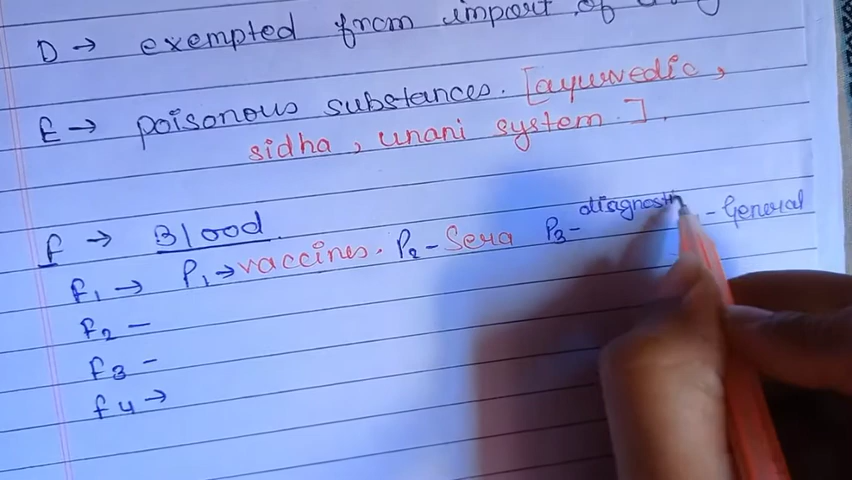 D → exempted from import of
E → poisonous substances. [ayurvedic,
sidha, unani system.].
F → Blood.
F1 → P1 → vaccines. P2 - Sera P3 - diagnosti - General
F2 -
F3 -
F4 →